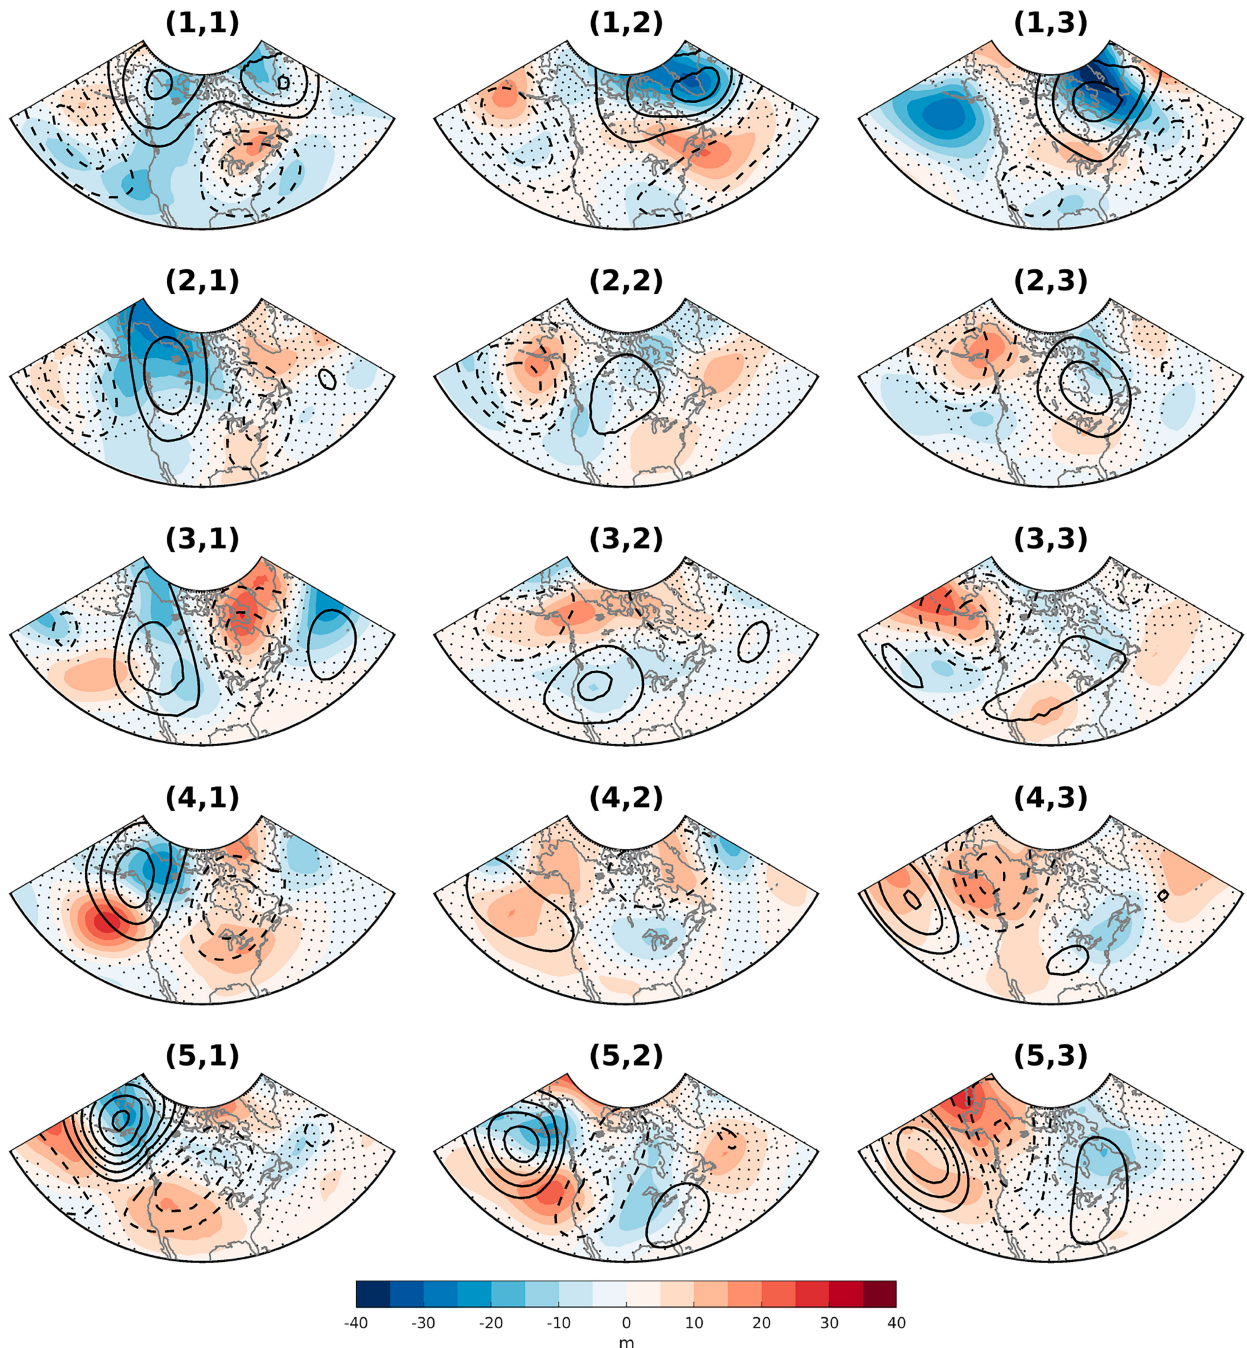 (1,1) (1,2) (1,3)
(2,1) (2,2) (2,3)
(3,1) (3,2) (3,3)
(4,1) (4,2) (4,3)
(5,1) (5,2) (5,3)
-40 -30 -20 -10 0 10 20 30 40
m